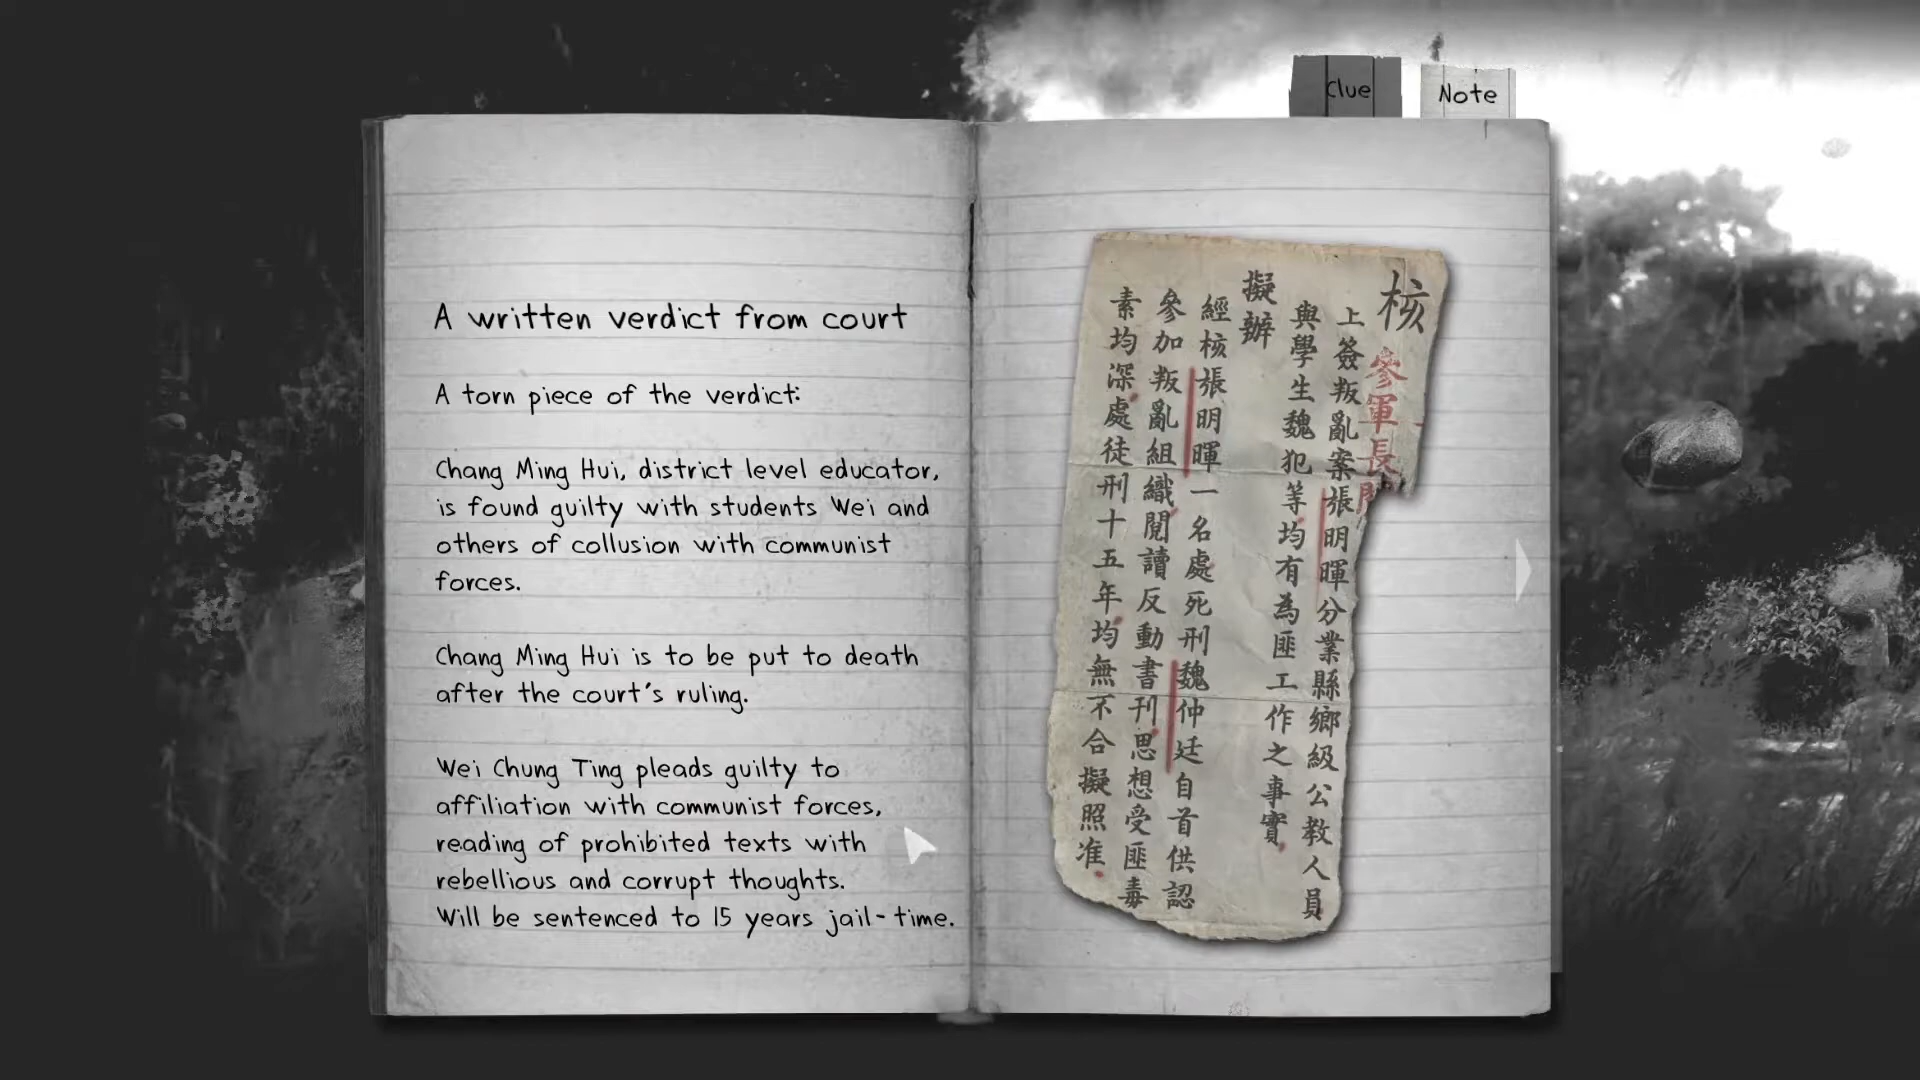 Clue
Note
A written verdict from court
A torn piece of the verdict:
Chang Ming Hui, district level educator,
is found guilty with students Wei and
others of collusion with communist
forces.
Chang Ming Hui is to be put to death
after the court's ruling.
Wei Chung Ting pleads guilty to
affiliation with communist forces,
reading of prohibited texts with
rebellious and corrupt thoughts.
Will be sentenced to 15 years jail-time.
核
參軍長
上簽叛亂案張明暉分業縣鄉級公教人員
與學生魏犯等均有為匪工作之事實
擬辦
經核張明暉一名處死刑魏仲廷自首供認
參加叛亂組織閱讀反動書刊思想受匪毒
素均深處徒刑十五年均無不合擬照准